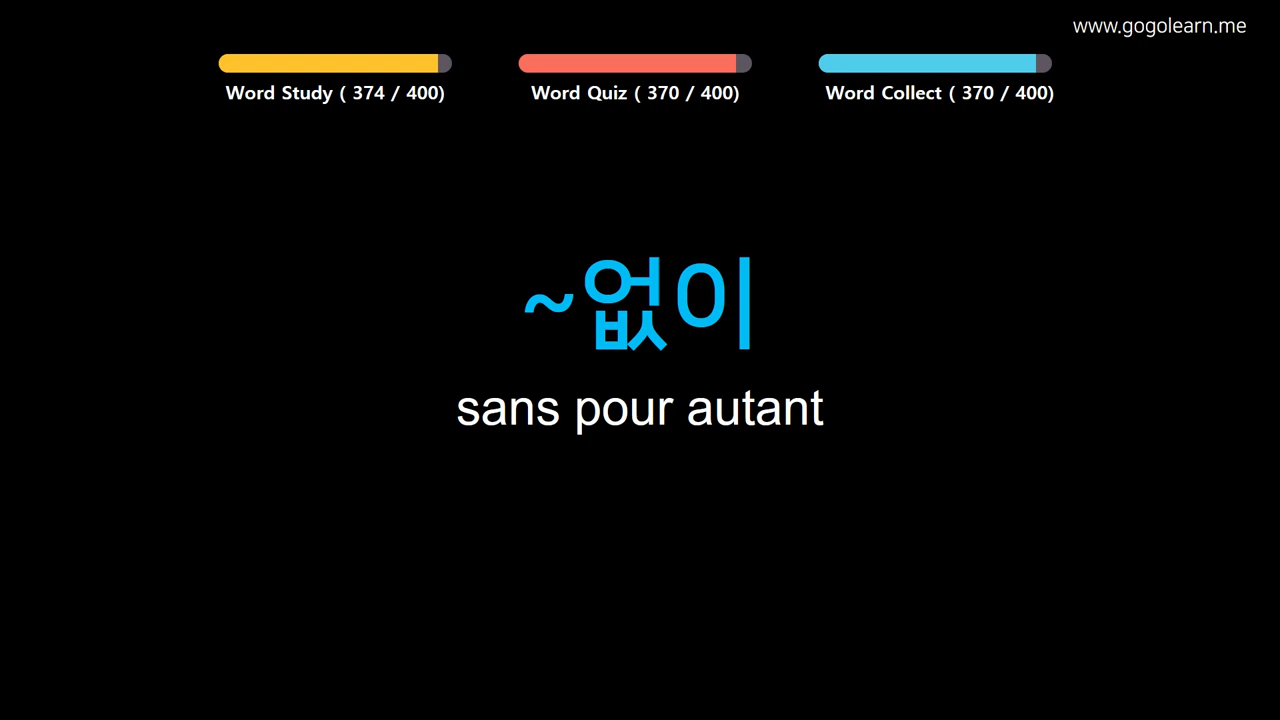 www.gogolearn.me
Word Study ( 374 / 400)
Word Quiz ( 370 / 400)
Word Collect ( 370 / 400)
~없이
sans pour autant